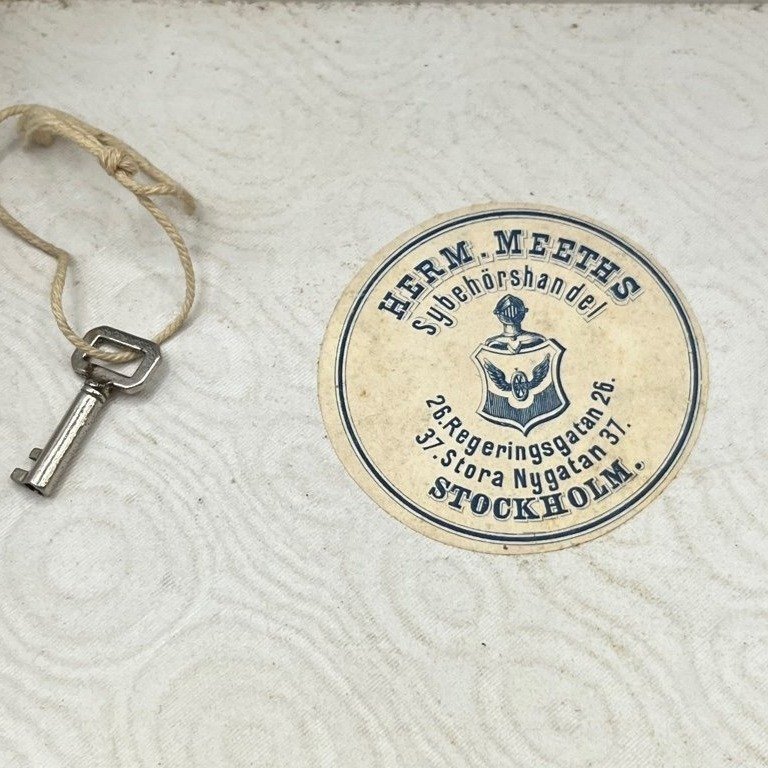 HERM. MEETHS
Sybehörshandel
26. Regeringsgatan 26.
37. Stora Nygatan 37.
STOCKHOLM.